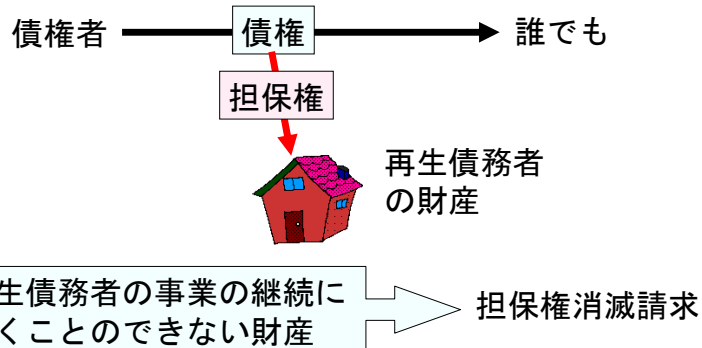 債権者
債権
誰でも
担保権
再生債務者
の財産
生債務者の事業の継続に
くことのできない財産
担保権消滅請求